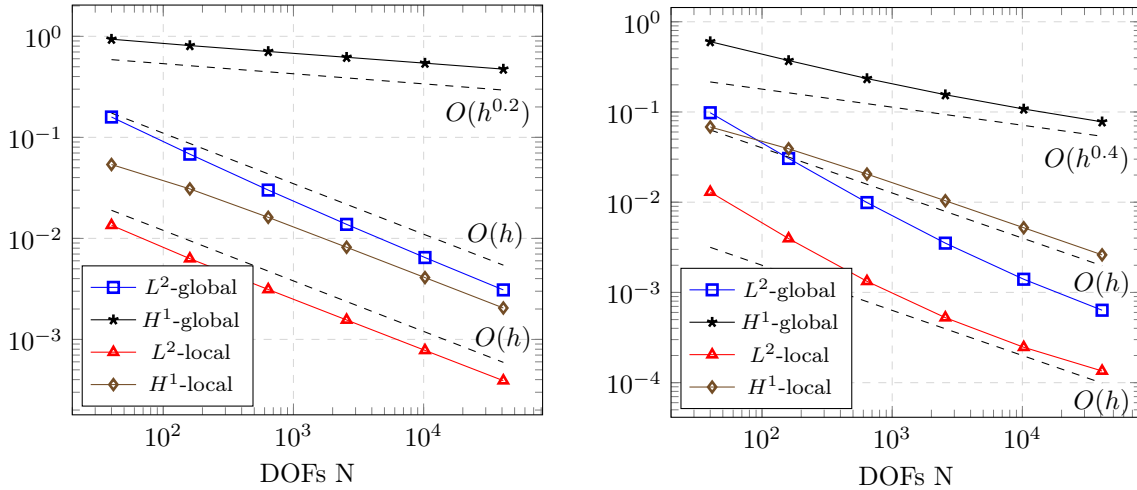 10^0
10^{-1}
10^{-2}
10^{-3}
10^2
10^3
10^4
DOFs N
O(h^{0.2})
O(h)
O(h)
L^2-global
H^1-global
L^2-local
H^1-local
10^0
10^{-1}
10^{-2}
10^{-3}
10^{-4}
10^2
10^3
10^4
DOFs N
O(h^{0.4})
O(h)
O(h)
L^2-global
H^1-global
L^2-local
H^1-local